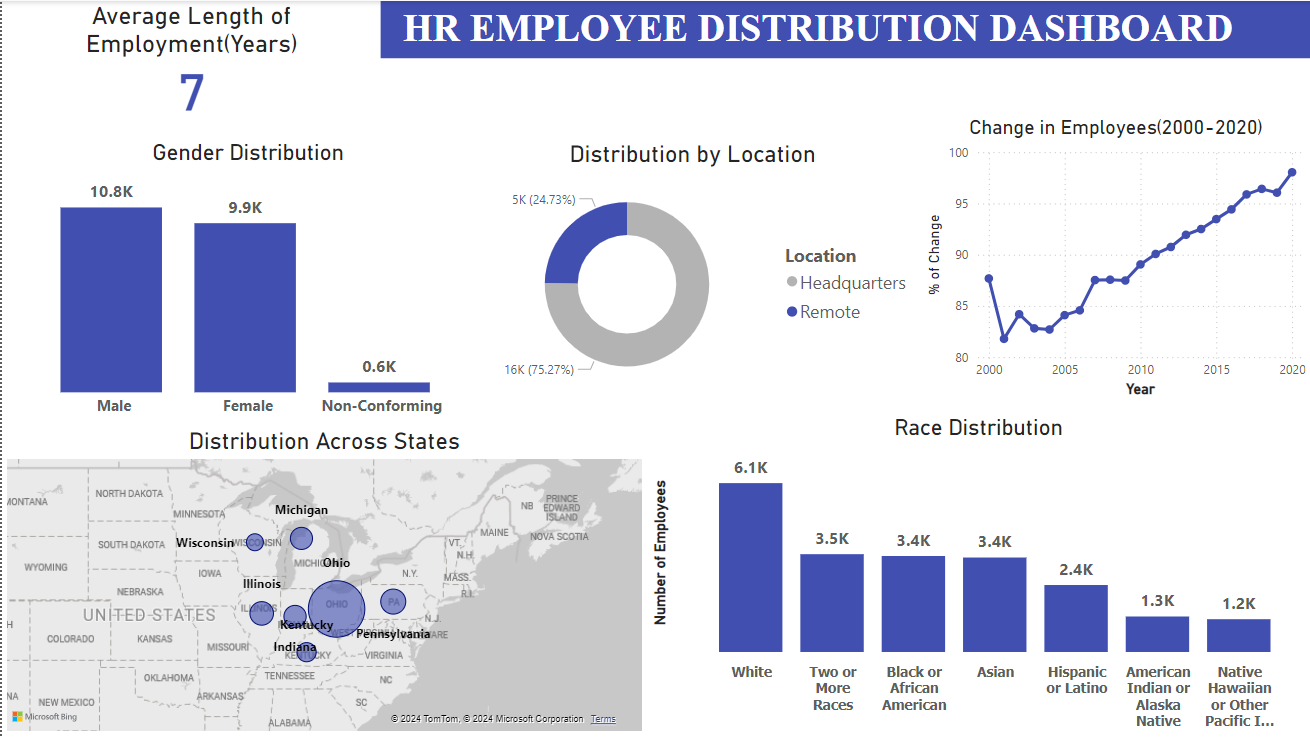 Average Length of
Employment(Years)
7
HR EMPLOYEE DISTRIBUTION DASHBOARD
Gender Distribution
10.8K
9.9K
0.6K
Male
Female
Non-Conforming
Distribution by Location
5K (24.73%)
16K (75.27%)
Location
Headquarters
Remote
Change in Employees(2000-2020)
% of Change
100
95
90
85
80
2000
2005
2010
2015
2020
Year
Distribution Across States
MONTANA
NORTH DAKOTA
MINNESOTA
SOUTH DAKOTA
WYOMING
IOWA
NEBRASKA
UNITED STATES
COLORADO
KANSAS
MISSOURI
OKLAHOMA
NEW MEXICO
ARKANSAS
TENNESSEE
ALABAMA
NC
SC
VIRGINIA
KENTUCKY
ILLINOIS
OHIO
PA
N.Y.
N.J.
MASS.
R.I.
VT.
N.H.
MAINE
NB
PRINCE
EDWARD
ISLAND
NOVA SCOTIA
WISCONSIN
Michigan
Wisconsin
Ohio
Illinois
Kentucky
Pennsylvania
Indiana
Microsoft Bing
© 2024 TomTom, © 2024 Microsoft Corporation Terms
Race Distribution
Number of Employees
6.1K
3.5K
3.4K
3.4K
2.4K
1.3K
1.2K
White
Two or
More
Races
Black or
African
American
Asian
Hispanic
or Latino
American
Indian or
Alaska
Native
Native
Hawaiian
or Other
Pacific I...